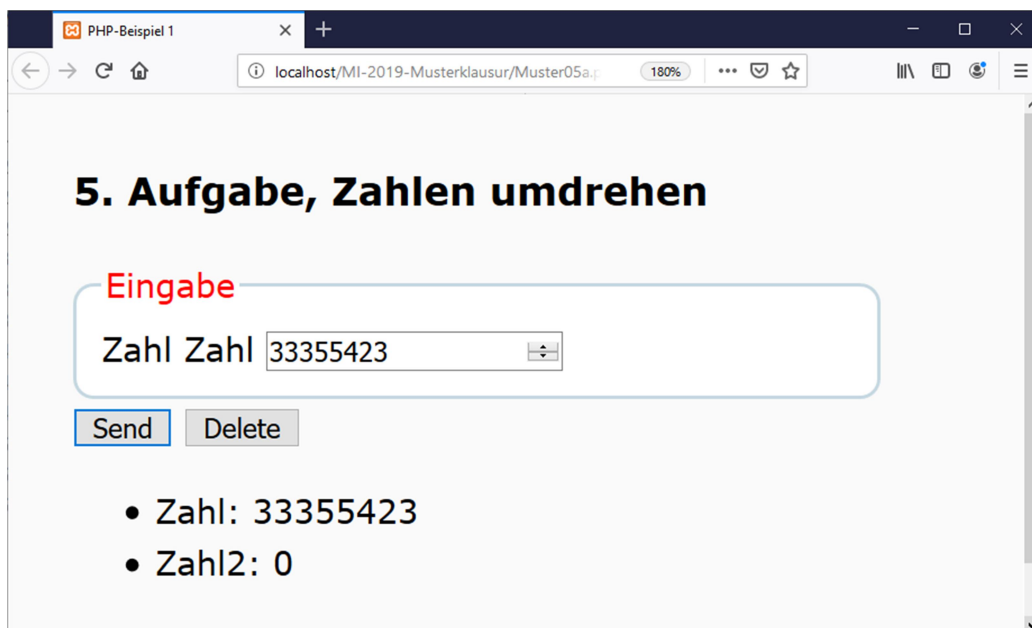 PHP-Beispiel 1
localhost/MI-2019-Musterklausur/Muster05a.p
180%
5. Aufgabe, Zahlen umdrehen
Eingabe
Zahl Zahl 33355423
Send Delete
• Zahl: 33355423
• Zahl2: 0